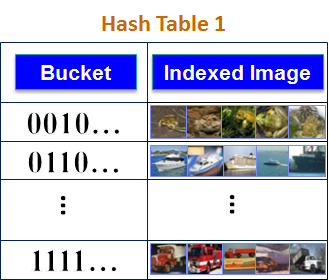 Hash Table 1
Bucket Indexed Image
0010...
0110...
1111...